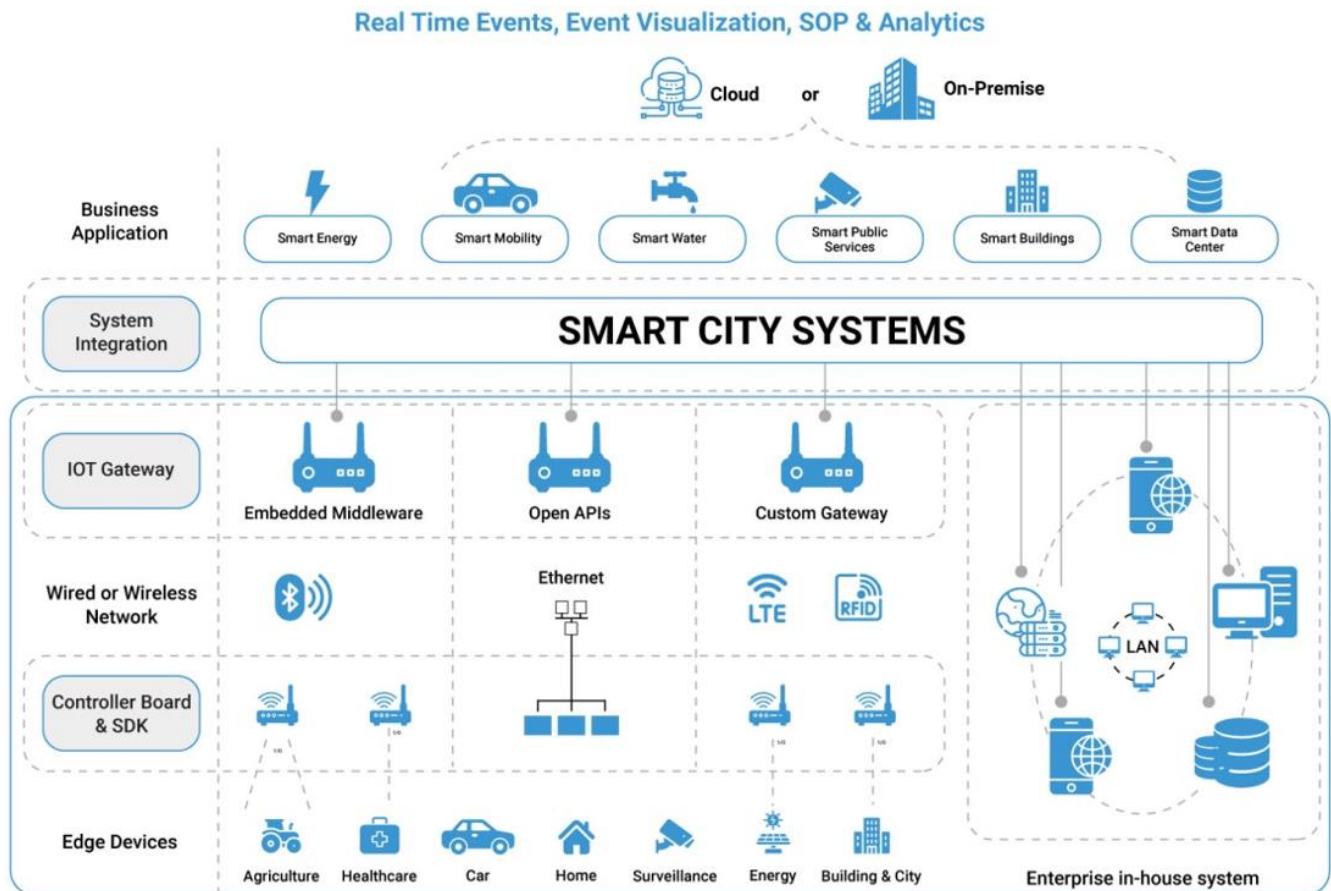 Real Time Events, Event Visualization, SOP & Analytics
Cloud or On-Premise
Business
Application
Smart Energy
Smart Mobility
Smart Water
Smart Public
Services
Smart Buildings
Smart Data
Center
System
Integration
SMART CITY SYSTEMS
IOT Gateway
Embedded Middleware
Open APIs
Custom Gateway
Wired or Wireless
Network
Ethernet
LTE
RFID
LAN
Controller Board
& SDK
I/O
I/O
I/O
I/O
Edge Devices
Agriculture
Healthcare
Car
Home
Surveillance
Energy
Building & City
Enterprise in-house system